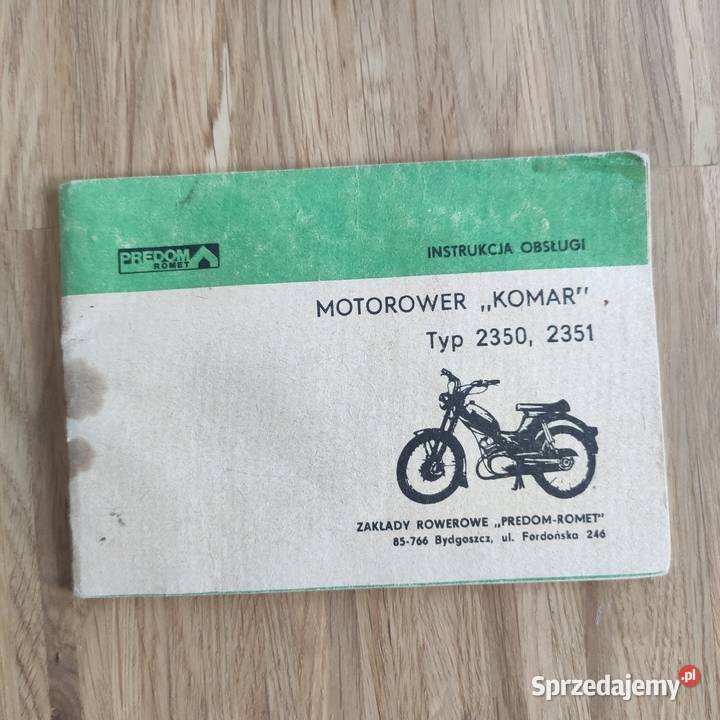 PREDOM
ROMET
INSTRUKCJA OBSŁUGI
MOTOROWER „KOMAR"
Typ 2350, 2351
ZAKŁADY ROWEROWE „PREDOM-ROMET"
85-766 Bydgoszcz, ul. Fordońska 246
Sprzedajemy.pl